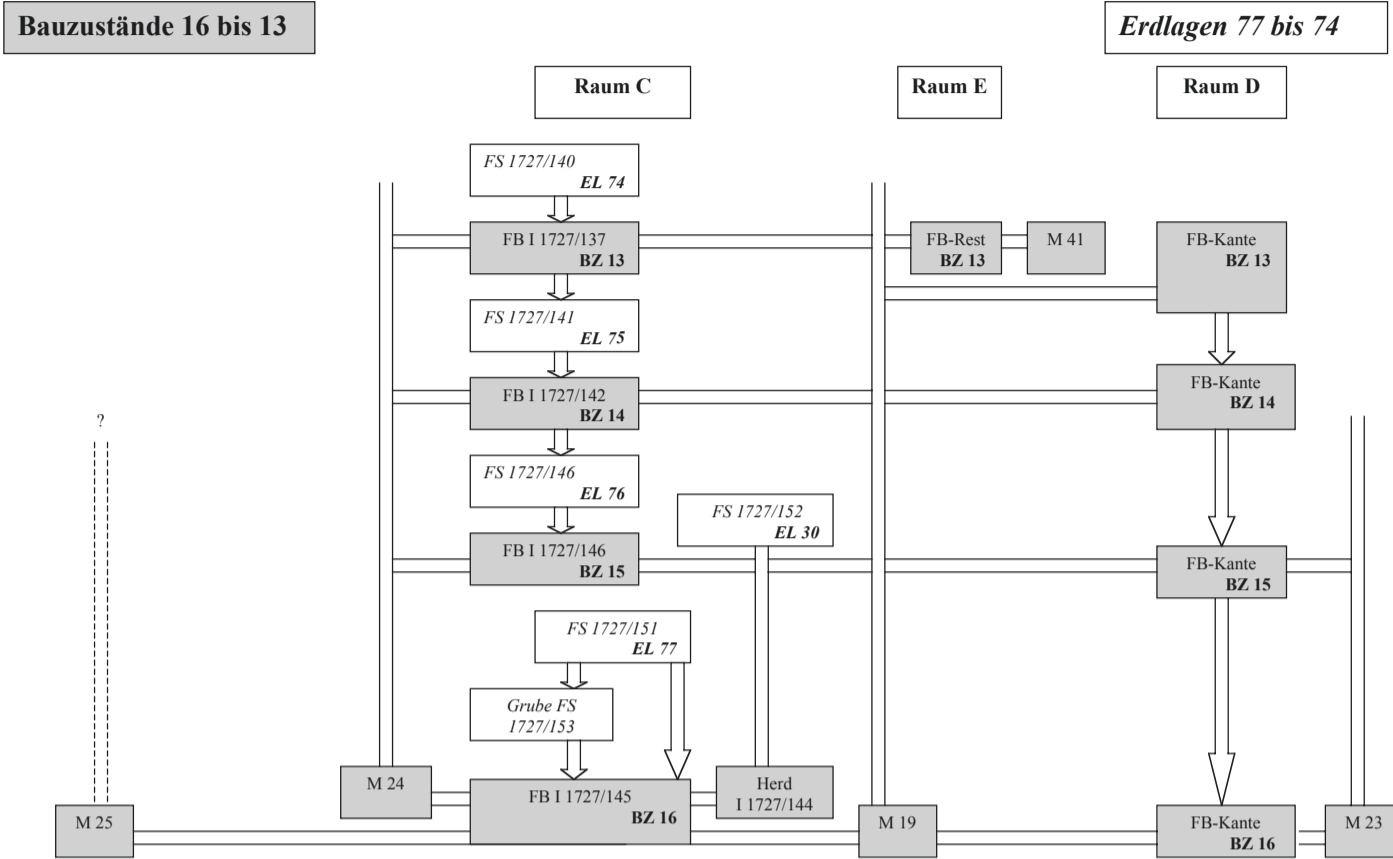 Bauzustände 16 bis 13
Erdlagen 77 bis 74
Raum C
Raum E
Raum D
FS 1727/140
EL 74
FB I 1727/137
BZ 13
FB-Rest
BZ 13
M 41
FB-Kante
BZ 13
FS 1727/141
EL 75
FB I 1727/142
BZ 14
FB-Kante
BZ 14
?
FS 1727/146
EL 76
FS 1727/152
EL 30
FB I 1727/146
BZ 15
FB-Kante
BZ 15
FS 1727/151
EL 77
Grube FS
1727/153
M 24
FB I 1727/145
BZ 16
Herd
I 1727/144
M 25
M 19
FB-Kante
BZ 16
M 23